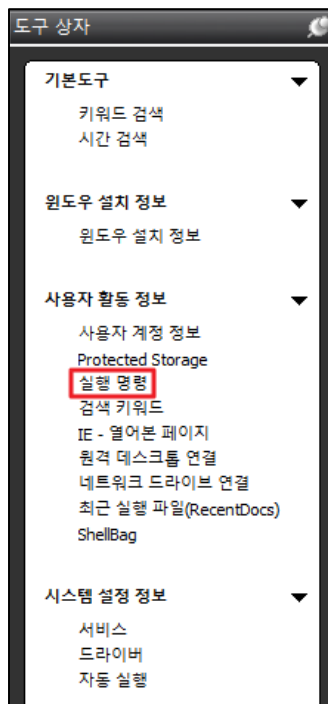 도구 상자
기본도구
키워드 검색
시간 검색
윈도우 설치 정보
윈도우 설치 정보
사용자 활동 정보
사용자 계정 정보
Protected Storage
실행 명령
검색 키워드
IE - 열어본 페이지
원격 데스크톱 연결
네트워크 드라이브 연결
최근 실행 파일(RecentDocs)
ShellBag
시스템 설정 정보
서비스
드라이버
자동 실행